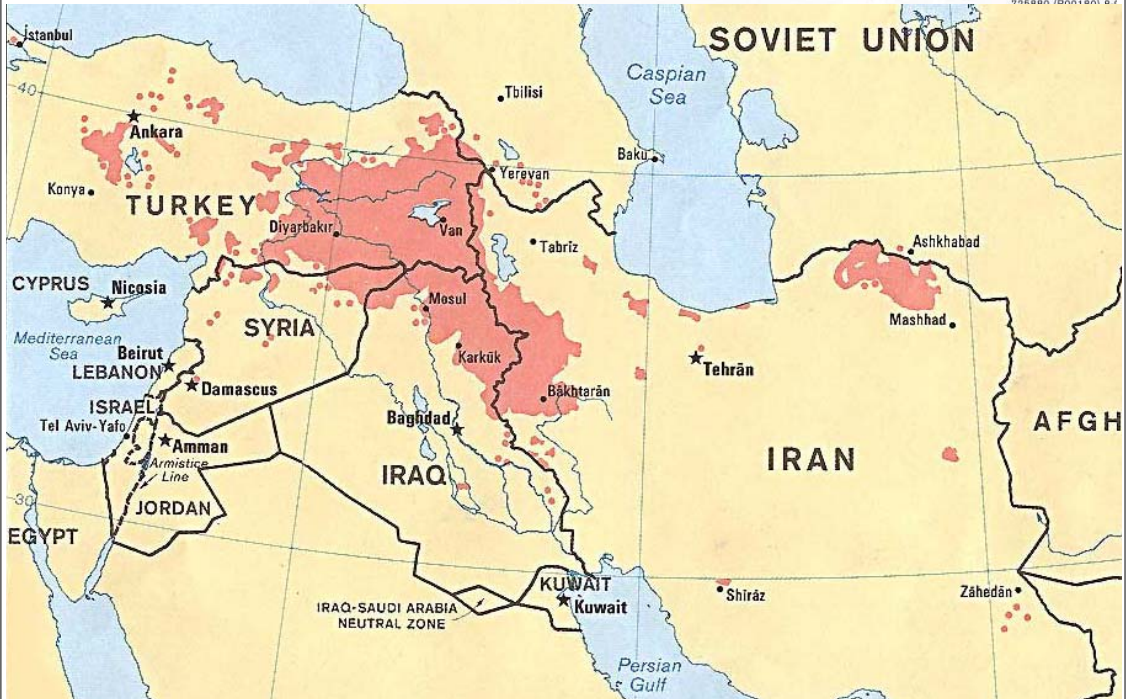 İstanbul
SOVIET UNION
Caspian
Sea
Tbilisi
40
Ankara
Baku
Yerevan
Konya
TURKEY
Diyarbakır
Van
Tabrīz
Ashkhabad
CYPRUS
Nicosia
Mosul
Mashhad
SYRIA
Mediterranean
Sea
Beirut
LEBANON
Karkūk
Tehrān
Damascus
Bākhtarān
ISRAEL
Tel Aviv-Yafo
Baghdad
AFGH
Amman
Armistice
Line
IRAQ
IRAN
30
JORDAN
EGYPT
KUWAIT
Kuwait
Shīrāz
Zāhedān
IRAQ-SAUDI ARABIA
NEUTRAL ZONE
Persian
Gulf